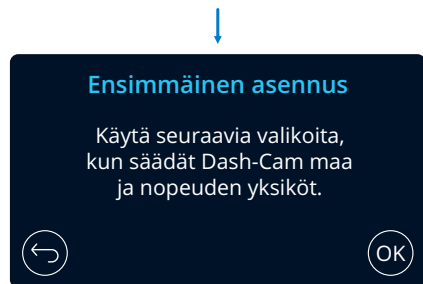 Ensimmäinen asennus
Käytä seuraavia valikoita,
kun säädät Dash-Cam maa
ja nopeuden yksiköt.
OK